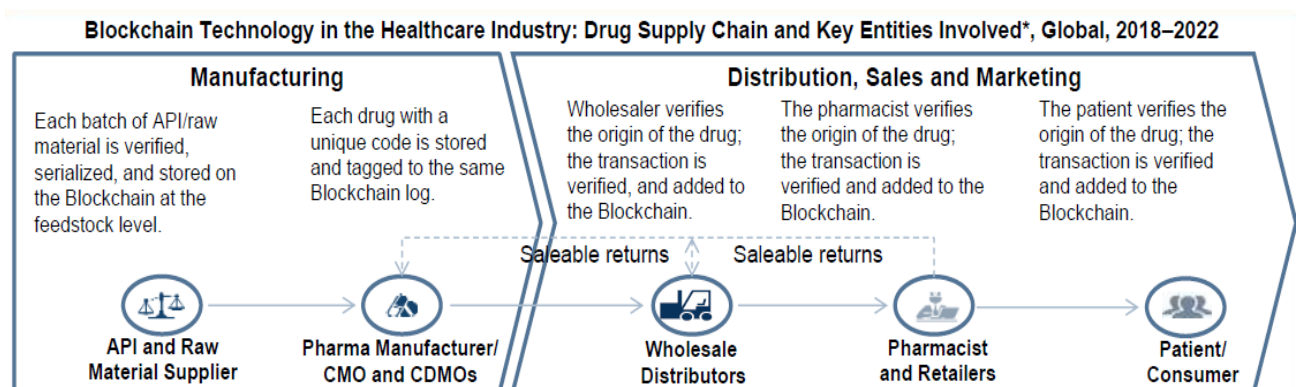 Blockchain Technology in the Healthcare Industry: Drug Supply Chain and Key Entities Involved*, Global, 2018–2022
Manufacturing
Each batch of API/raw
material is verified,
serialized, and stored on
the Blockchain at the
feedstock level.
Each drug with a
unique code is stored
and tagged to the same
Blockchain log.
Distribution, Sales and Marketing
Wholesaler verifies
the origin of the drug;
the transaction is
verified, and added to
the Blockchain.
The pharmacist verifies
the origin of the drug;
the transaction is
verified and added to the
Blockchain.
The patient verifies the
origin of the drug; the
transaction is verified
and added to the
Blockchain.
Saleable returns
Saleable returns
API and Raw
Material Supplier
Pharma Manufacturer/
CMO and CDMOs
Wholesale
Distributors
Pharmacist
and Retailers
Patient/
Consumer